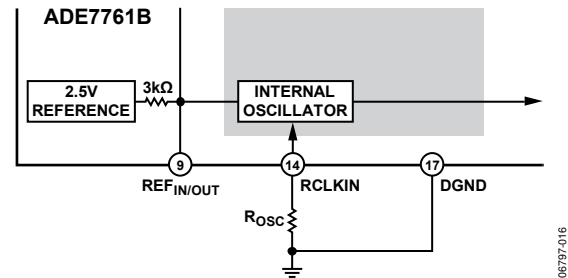 ADE7761B
2.5V
REFERENCE
3kΩ
INTERNAL
OSCILLATOR
9
14
17
REFIN/OUT
RCLKIN
DGND
ROSC
06797-016